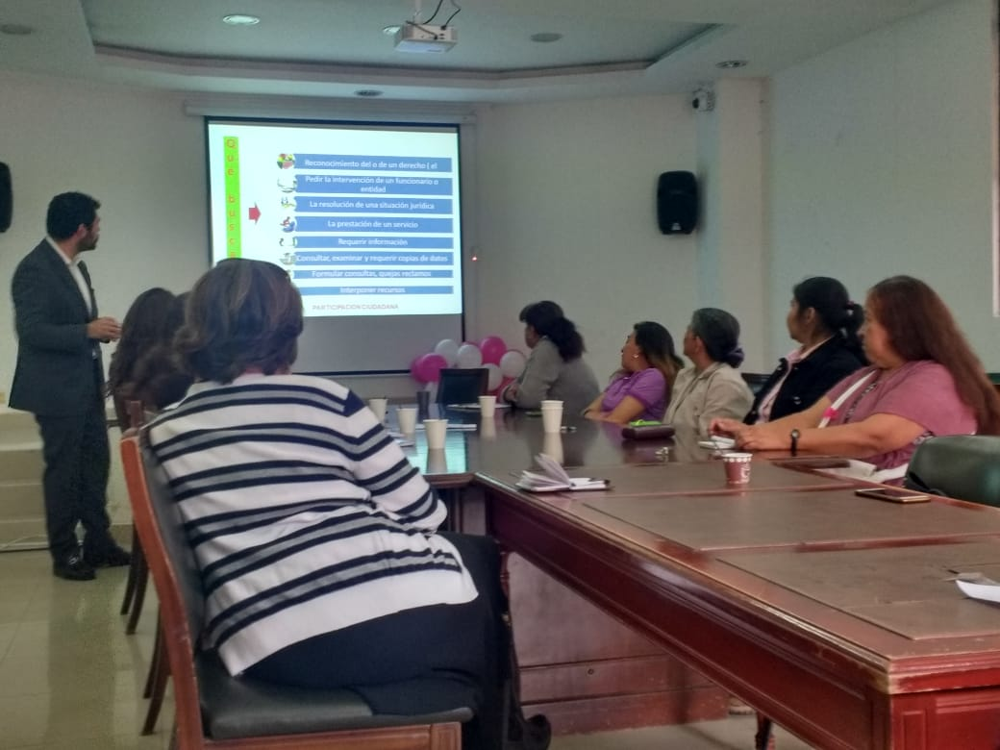 Que busca
Reconocimiento del o de un derecho ( el
Pedir la intervención de un funcionario o
entidad
La resolución de una situación jurídica
La prestación de un servicio
Requerir información
Consultar, examinar y requerir copias de datos
Formular consultas, quejas reclamos
Interponer recursos
PARTICIPACION CIUDADANA